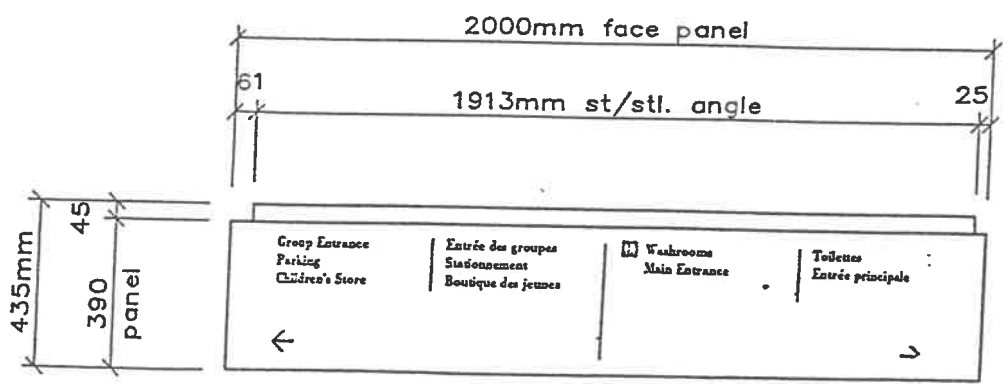 2000mm face panel
61
1913mm st/stl. angle
25
435mm
45
390
panel
Group Entrance
Parking
Children's Store
Entrée des groupes
Stationnement
Boutique des jeunes
Washrooms
Main Entrance
Toilettes
Entrée principale
←
→